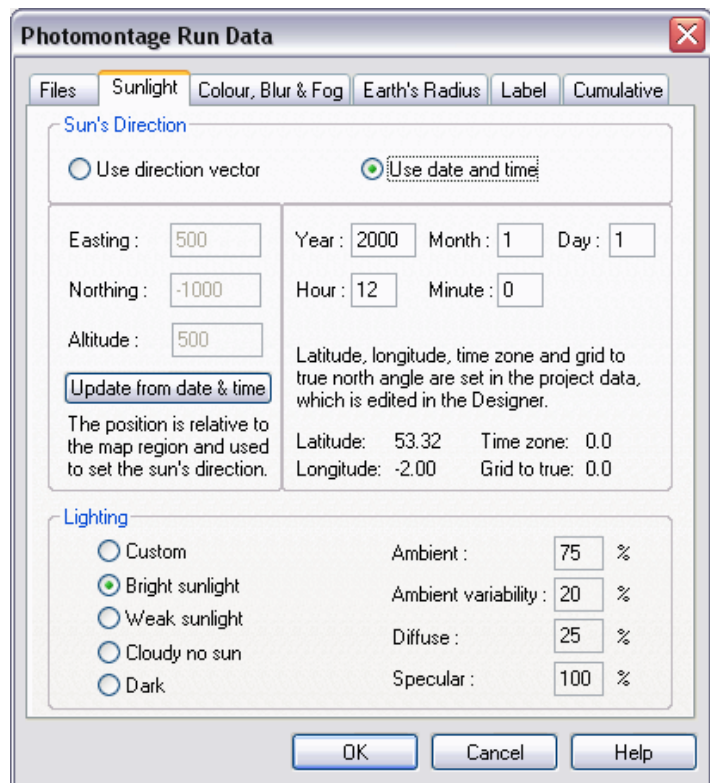 Photomontage Run Data
Files Sunlight Colour, Blur & Fog Earth's Radius Label Cumulative
Sun's Direction
Use direction vector Use date and time
Easting : 500
Northing : -1000
Altitude : 500
Update from date & time
The position is relative to
the map region and used
to set the sun's direction.
Year : 2000 Month : 1 Day : 1
Hour : 12 Minute : 0
Latitude, longitude, time zone and grid to
true north angle are set in the project data,
which is edited in the Designer.
Latitude: 53.32 Time zone: 0.0
Longitude: -2.00 Grid to true: 0.0
Lighting
Custom
Bright sunlight
Weak sunlight
Cloudy no sun
Dark
Ambient : 75 %
Ambient variability : 20 %
Diffuse : 25 %
Specular : 100 %
OK Cancel Help